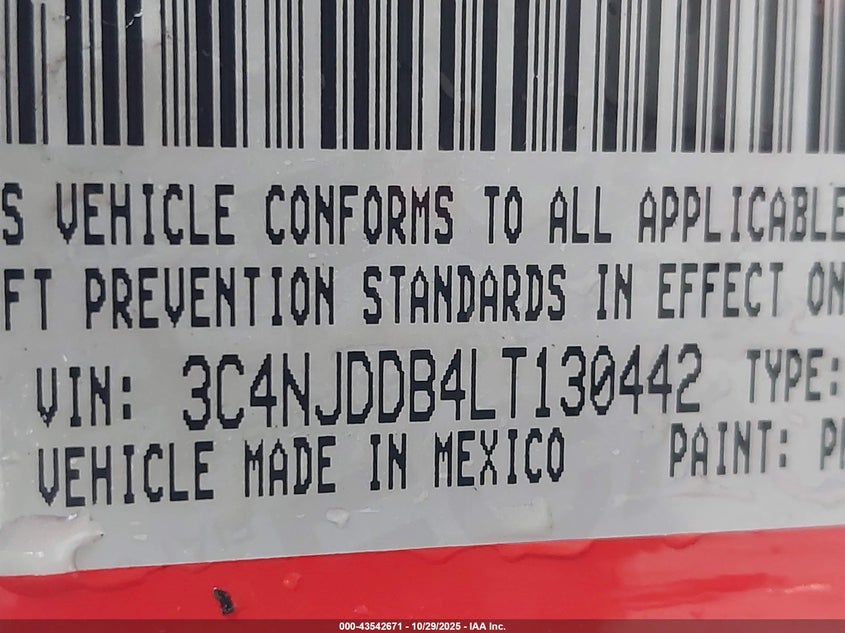 S VEHICLE CONFORMS TO ALL APPLICABLE
FT PREVENTION STANDARDS IN EFFECT ON
VIN: 3C4NJDDB4LT130442 TYPE:
VEHICLE MADE IN MEXICO PAINT: P
000-43542671 - 10/29/2025 - IAA Inc.